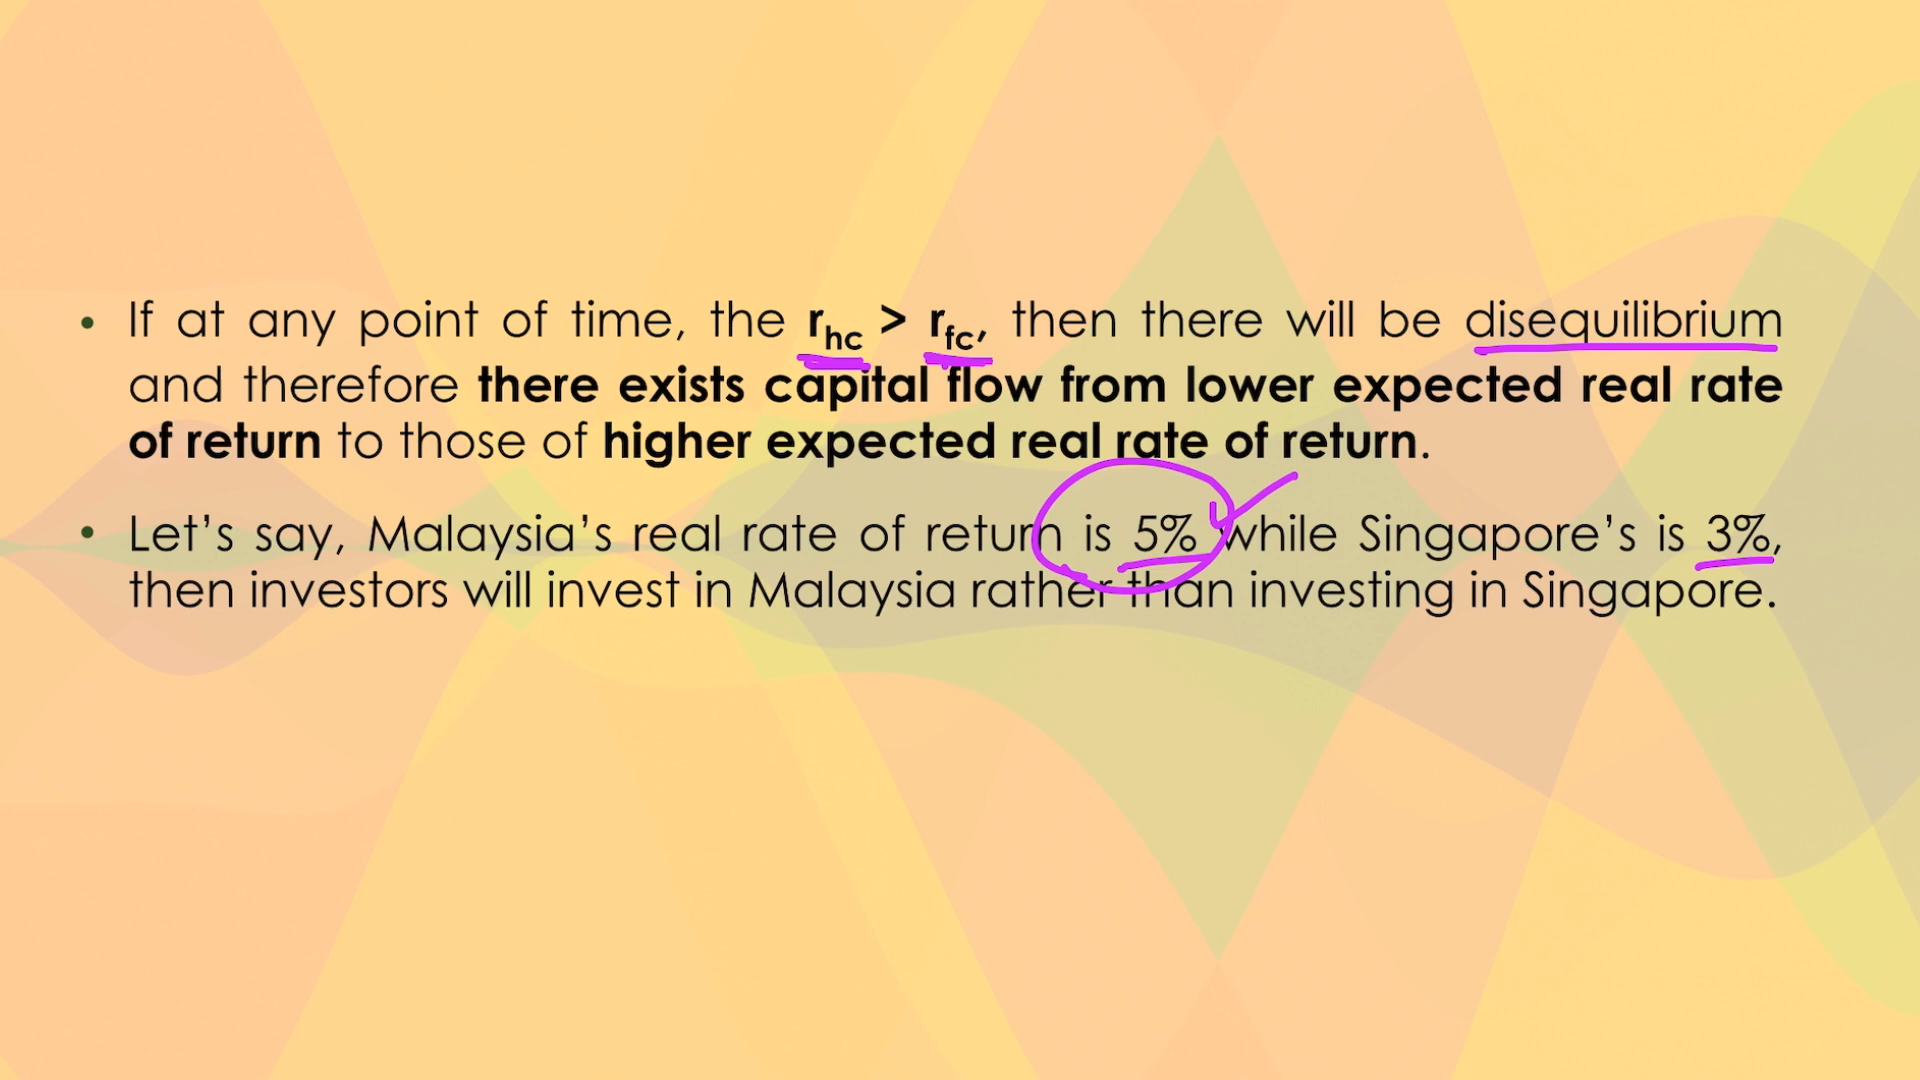 • If at any point of time, the rhc > rfc, then there will be disequilibrium
and therefore there exists capital flow from lower expected real rate
of return to those of higher expected real rate of return.
• Let’s say, Malaysia’s real rate of return is 5% while Singapore’s is 3%,
then investors will invest in Malaysia rather than investing in Singapore.